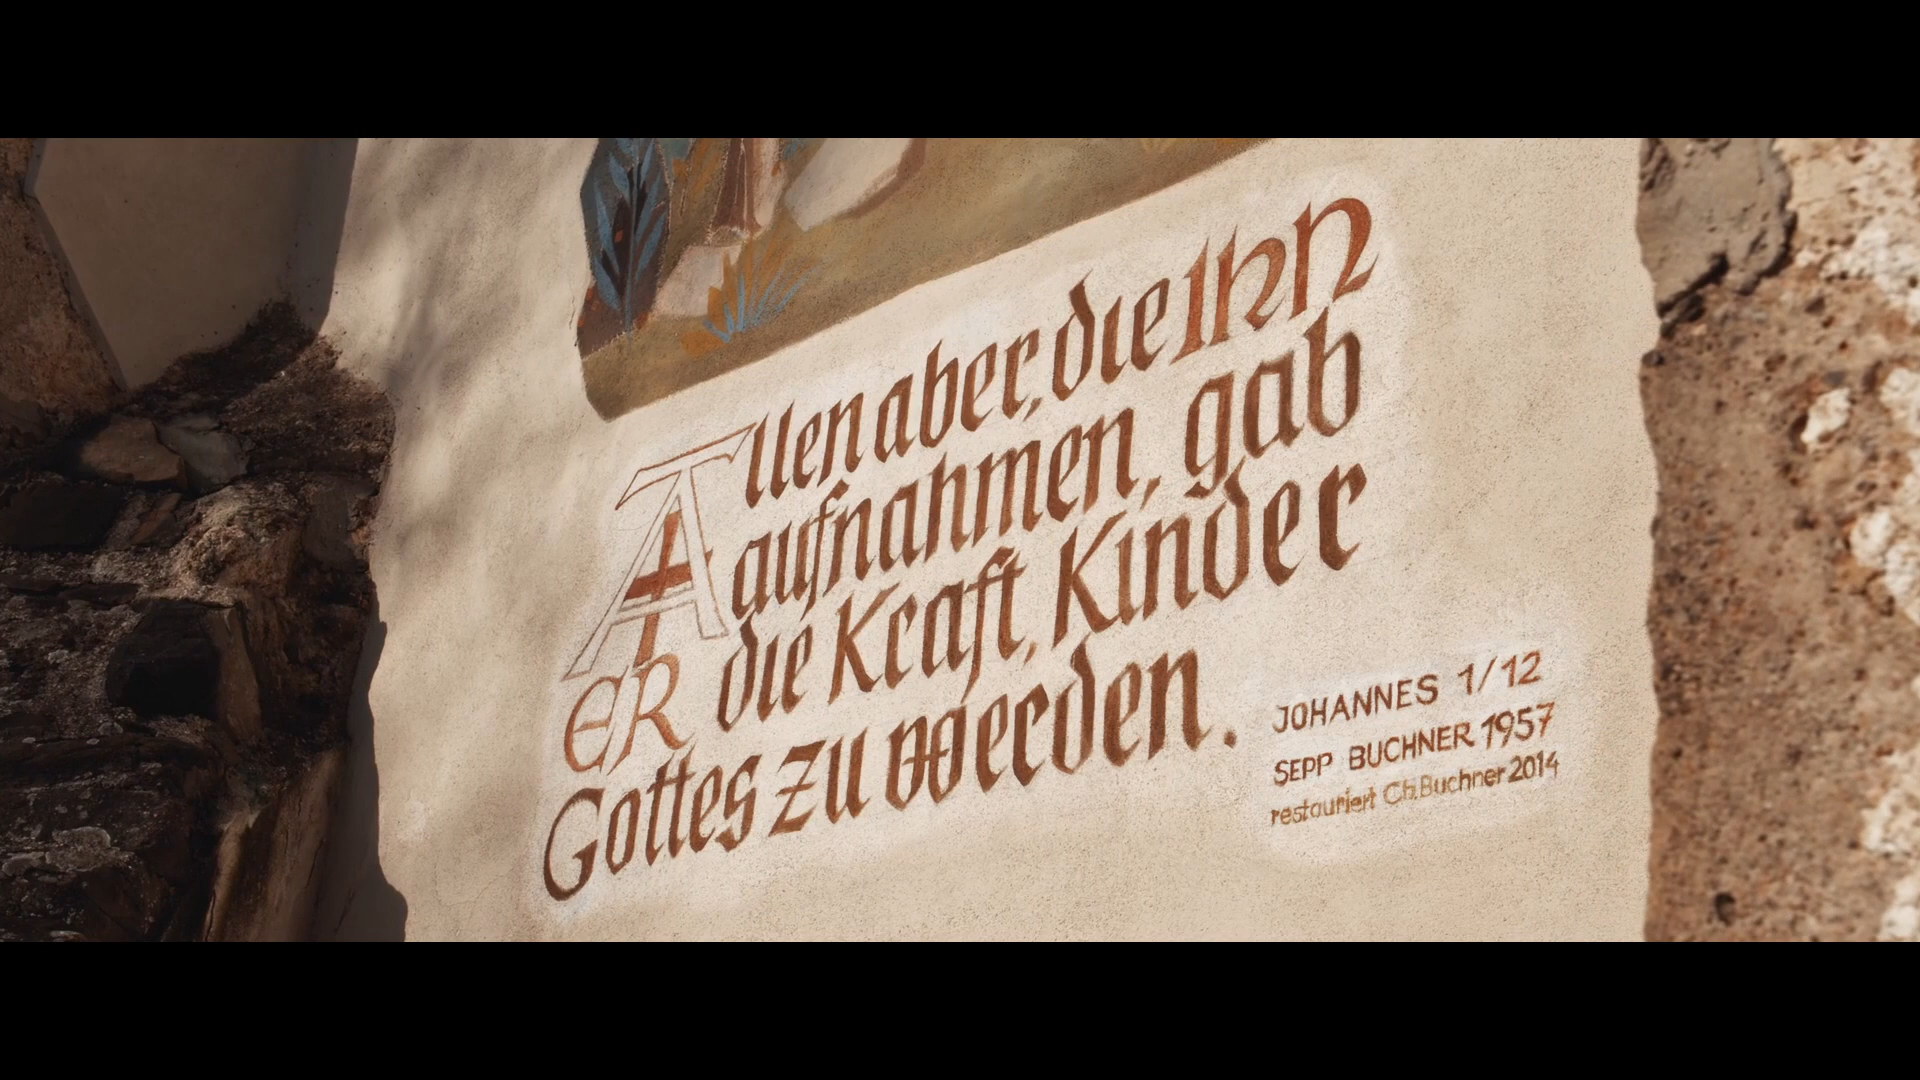 Allen aber, die IHN
aufnahmen, gab
ER die Kraft, Kinder
Gottes zu werden.
JOHANNES 1/12
SEPP BUCHNER 1957
restauriert Ch. Buchner 2014